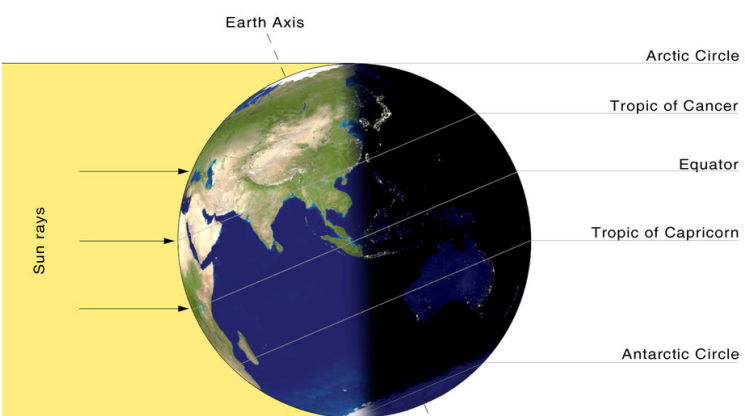 Earth Axis
Arctic Circle
Tropic of Cancer
Equator
Sun rays
Tropic of Capricorn
Antarctic Circle